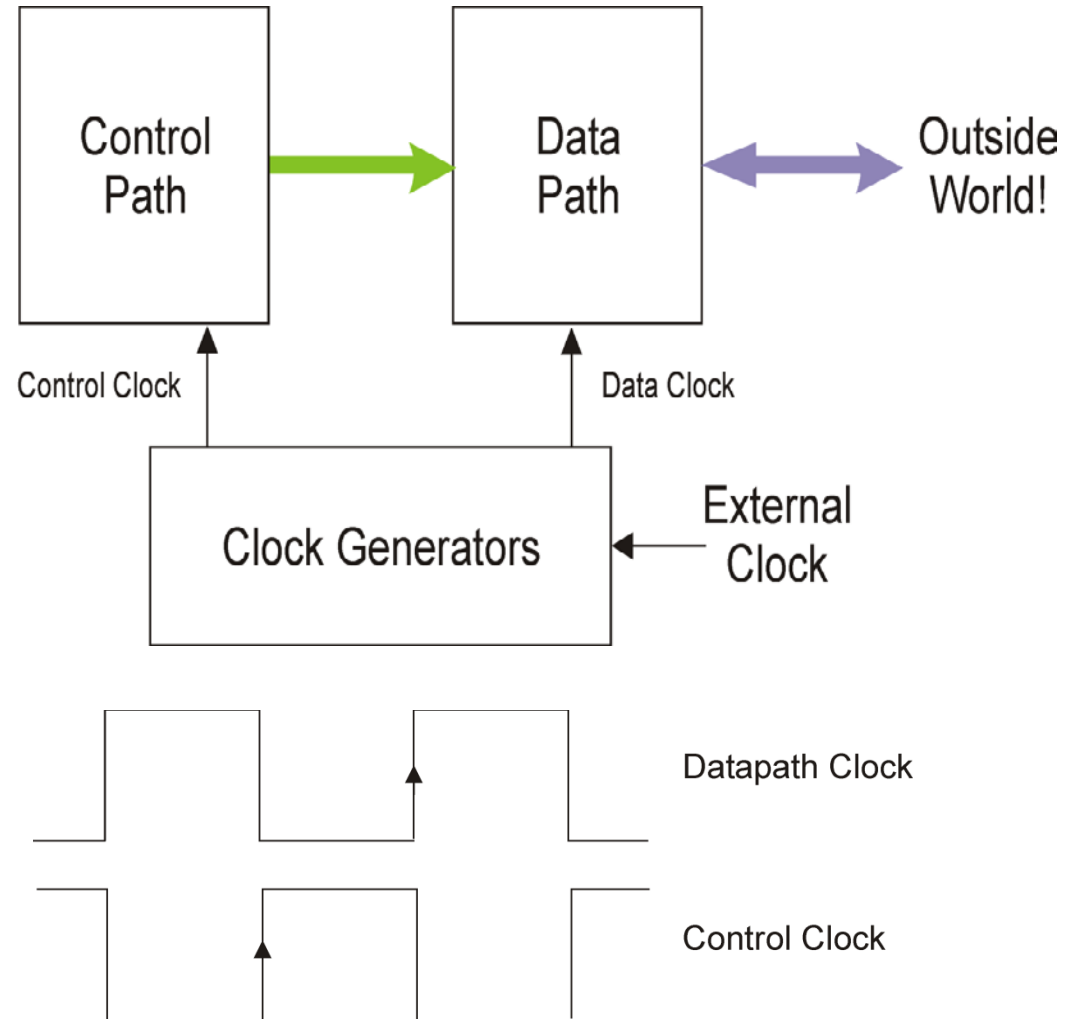 Control
Path
Data
Path
Outside
World!
Control Clock
Data Clock
Clock Generators
External
Clock
Datapath Clock
Control Clock